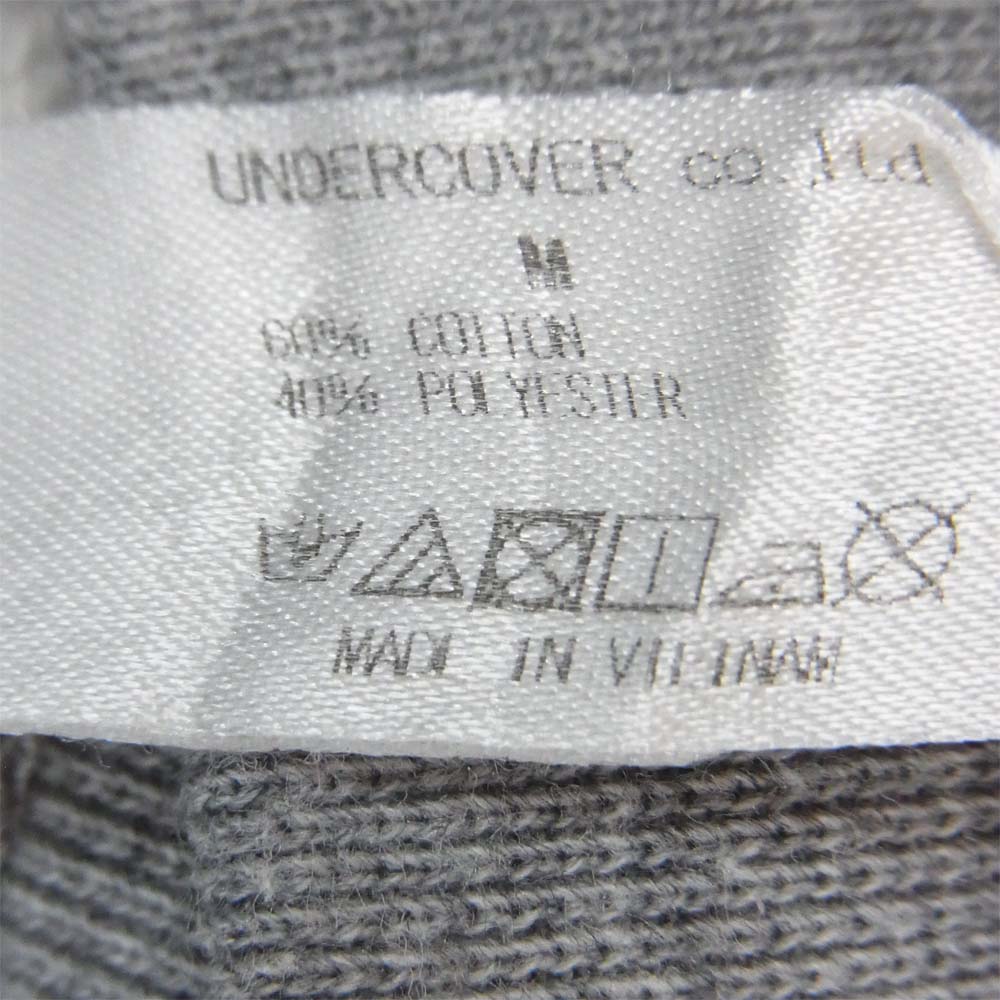 UNDERCOVER co.,ltd
M
60% COTTON
40% POLYESTER
MADE IN VIETNAM